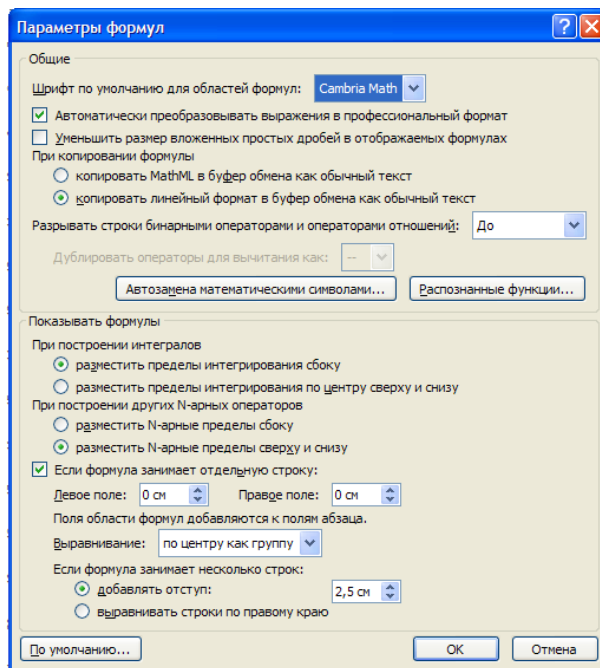 Параметры формул
Общие
Шрифт по умолчанию для областей формул: Cambria Math
Автоматически преобразовывать выражения в профессиональный формат
Уменьшить размер вложенных простых дробей в отображаемых формулах
При копировании формулы
копировать MathML в буфер обмена как обычный текст
копировать линейный формат в буфер обмена как обычный текст
Разрывать строки бинарными операторами и операторами отношений: До
Дублировать операторы для вычитания как: --
Автозамена математическими символами... Распознанные функции...
Показывать формулы
При построении интегралов
разместить пределы интегрирования сбоку
разместить пределы интегрирования по центру сверху и снизу
При построении других N-арных операторов
разместить N-арные пределы сбоку
разместить N-арные пределы сверху и снизу
Если формула занимает отдельную строку:
Левое поле: 0 см Правое поле: 0 см
Поля области формул добавляются к полям абзаца.
Выравнивание: по центру как группу
Если формула занимает несколько строк:
добавлять отступ: 2,5 см
выравнивать строки по правому краю
По умолчанию... ОК Отмена